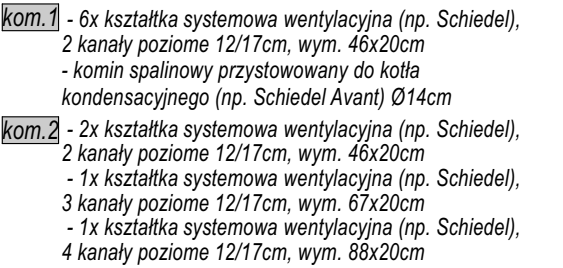 kom.1 - 6x kształtka systemowa wentylacyjna (np. Schiedel),
2 kanały poziome 12/17cm, wym. 46x20cm
- komin spalinowy przystowowany do kotła
kondensacyjnego (np. Schiedel Avant) Ø14cm
kom.2 - 2x kształtka systemowa wentylacyjna (np. Schiedel),
2 kanały poziome 12/17cm, wym. 46x20cm
- 1x kształtka systemowa wentylacyjna (np. Schiedel),
3 kanały poziome 12/17cm, wym. 67x20cm
- 1x kształtka systemowa wentylacyjna (np. Schiedel),
4 kanały poziome 12/17cm, wym. 88x20cm